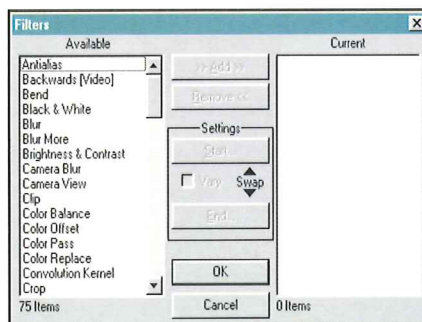 Filters
Available
Current
Antialias
Backwards [Video]
Bend
Black & White
Blur
Blur More
Brightness & Contrast
Camera Blur
Camera View
Clip
Color Balance
Color Offset
Color Pass
Color Replace
Convolution Kernel
Crop
>> Add >>
Remove <<
Settings
Start
Vary
Swap
End
OK
Cancel
75 Items
0 Items